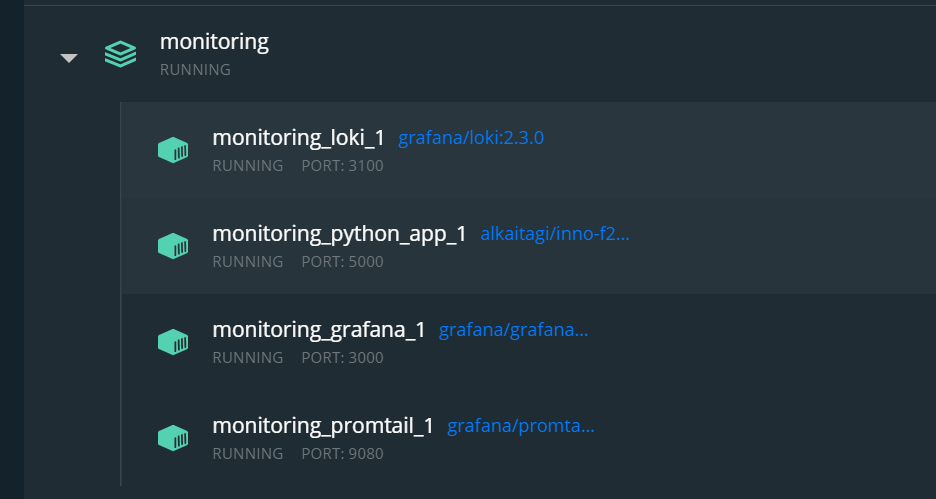 monitoring
RUNNING
monitoring_loki_1 grafana/loki:2.3.0
RUNNING PORT: 3100
monitoring_python_app_1 alkaitagi/inno-f2...
RUNNING PORT: 5000
monitoring_grafana_1 grafana/grafana...
RUNNING PORT: 3000
monitoring_promtail_1 grafana/promta...
RUNNING PORT: 9080